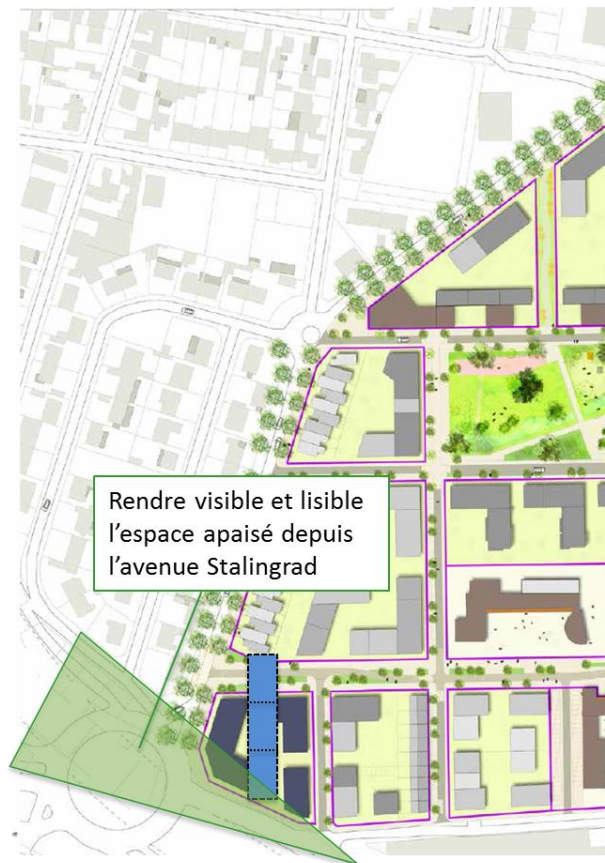 Rendre visible et lisible
l’espace apaisé depuis
l’avenue Stalingrad